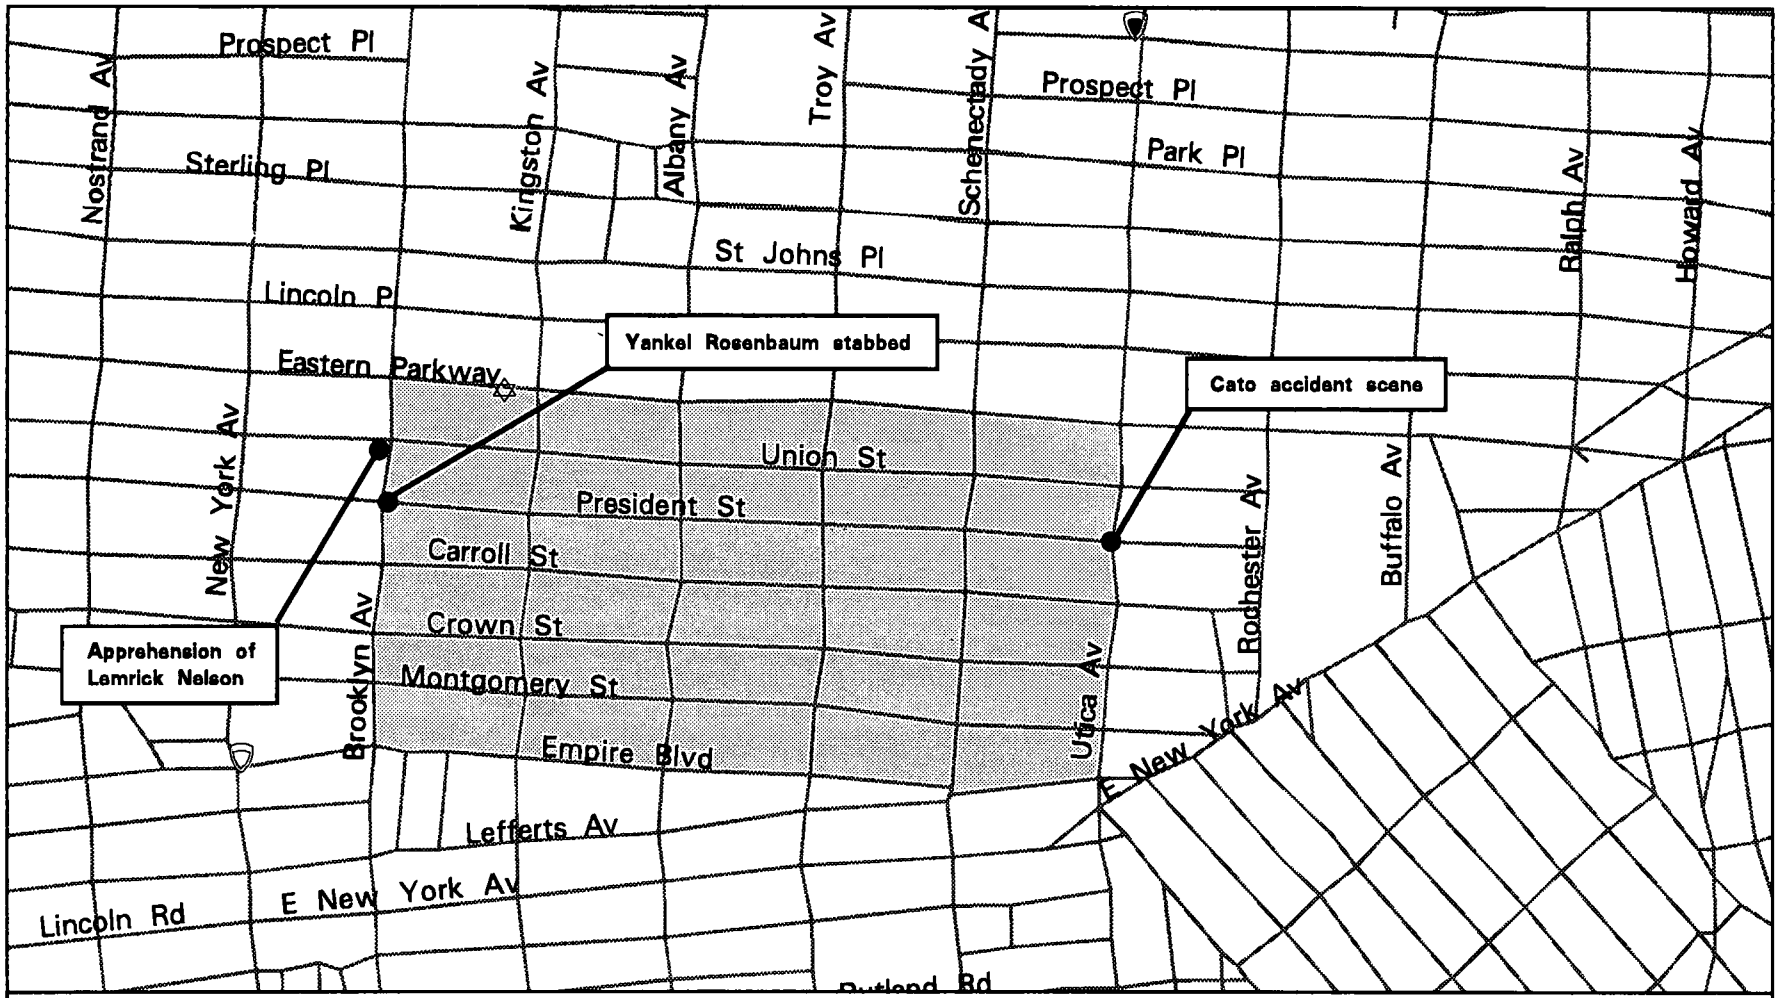 Prospect Pl
Nostrand Av
Kingston Av
Albany Av
Troy Av
Schenectady A
Prospect Pl
Park Pl
Ralph Av
Howard Av
Sterling Pl
St Johns Pl
Lincoln P
Yankel Rosenbaum stabbed
Eastern Parkway
Cato accident scene
New York Av
Union St
President St
Rochester Av
Buffalo Av
Carroll St
Crown St
Brooklyn Av
Apprehension of
Lemrick Nelson
Montgomery St
Utica Av
E New York Av
Empire Blvd
Lefferts Av
E New York Av
Lincoln Rd
Rutland Rd